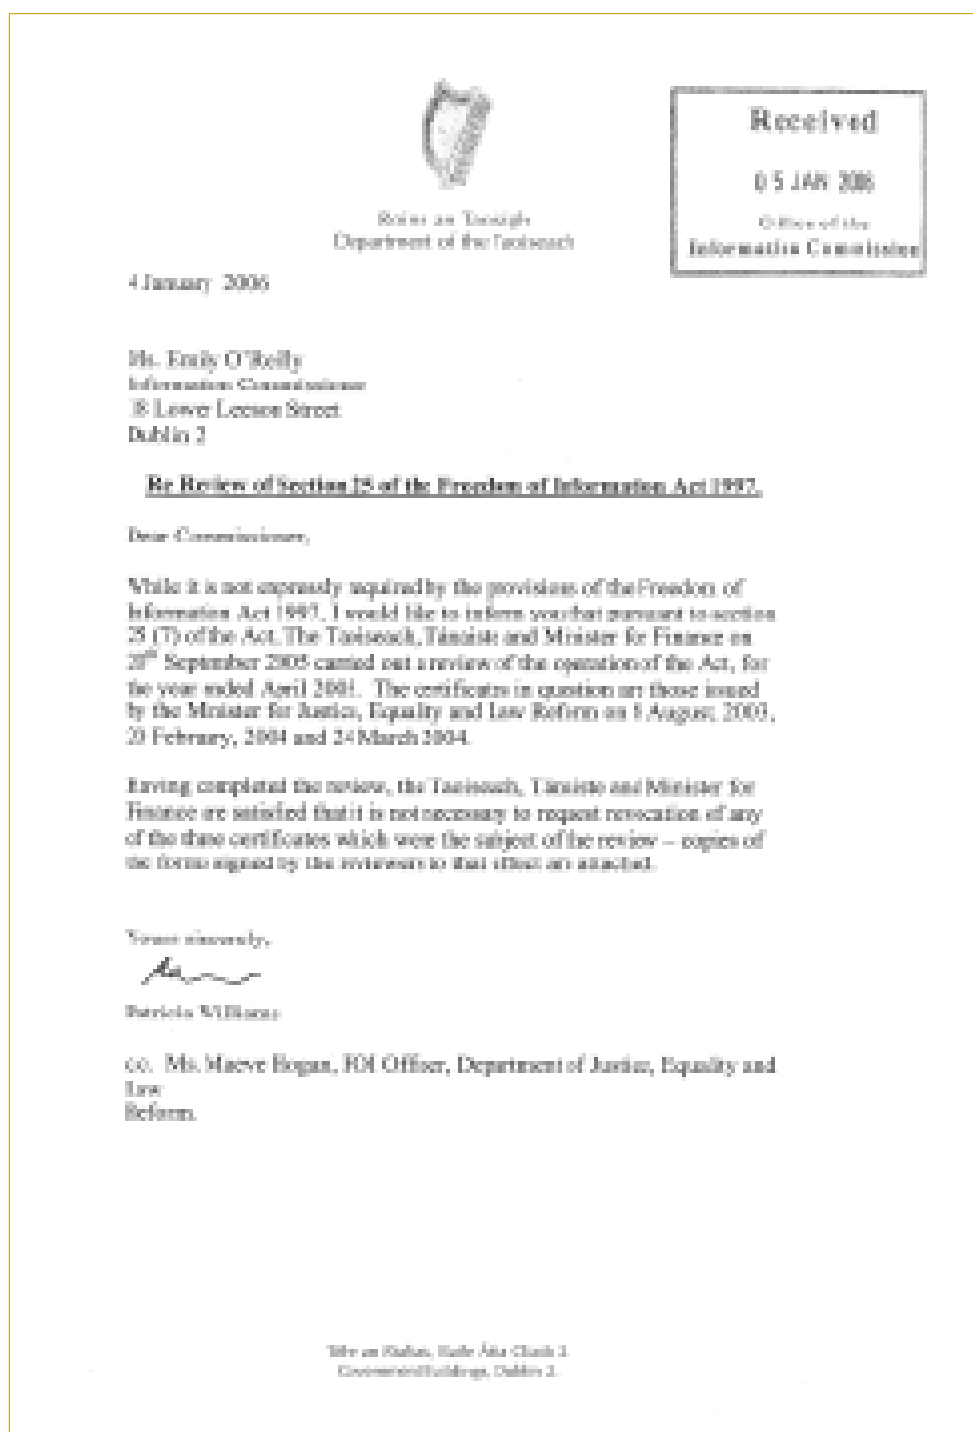 Roinn an Taoisigh
Department of the Taoiseach
Received
05 JAN 2006
Office of the
Information Commission
4 January 2006
Ms. Emily O'Reilly
Information Commissioner
18 Lower Leeson Street
Dublin 2
Re Review of Section 25 of the Freedom of Information Act 1997.
Dear Commissioner,
While it is not expressly required by the provisions of the Freedom of
Information Act 1997, I would like to inform you that pursuant to section
25 (7) of the Act, The Taoiseach, Tánaiste and Minister for Finance on
September 2005 carried out a review of the operation of the Act, for
the year ended April 2005. The certificates in question are those issued
by the Minister for Justice, Equality and Law Reform on August, 2003,
February, 2004 and 24 March 2004.
Having completed the review, the Taoiseach, Tánaiste and Minister for
Finance are satisfied that it is not necessary to request revocation of any
of the three certificates which were the subject of the review – copies of
the forms signed by the reviewers to that effect are attached.
Yours sincerely,
Patricia Williams
cc. Ms. Maeve Hogan, FOI Officer, Department of Justice, Equality and
Law
Reform.
Baile Átha Cliath 2.
Government Buildings, Dublin 2.